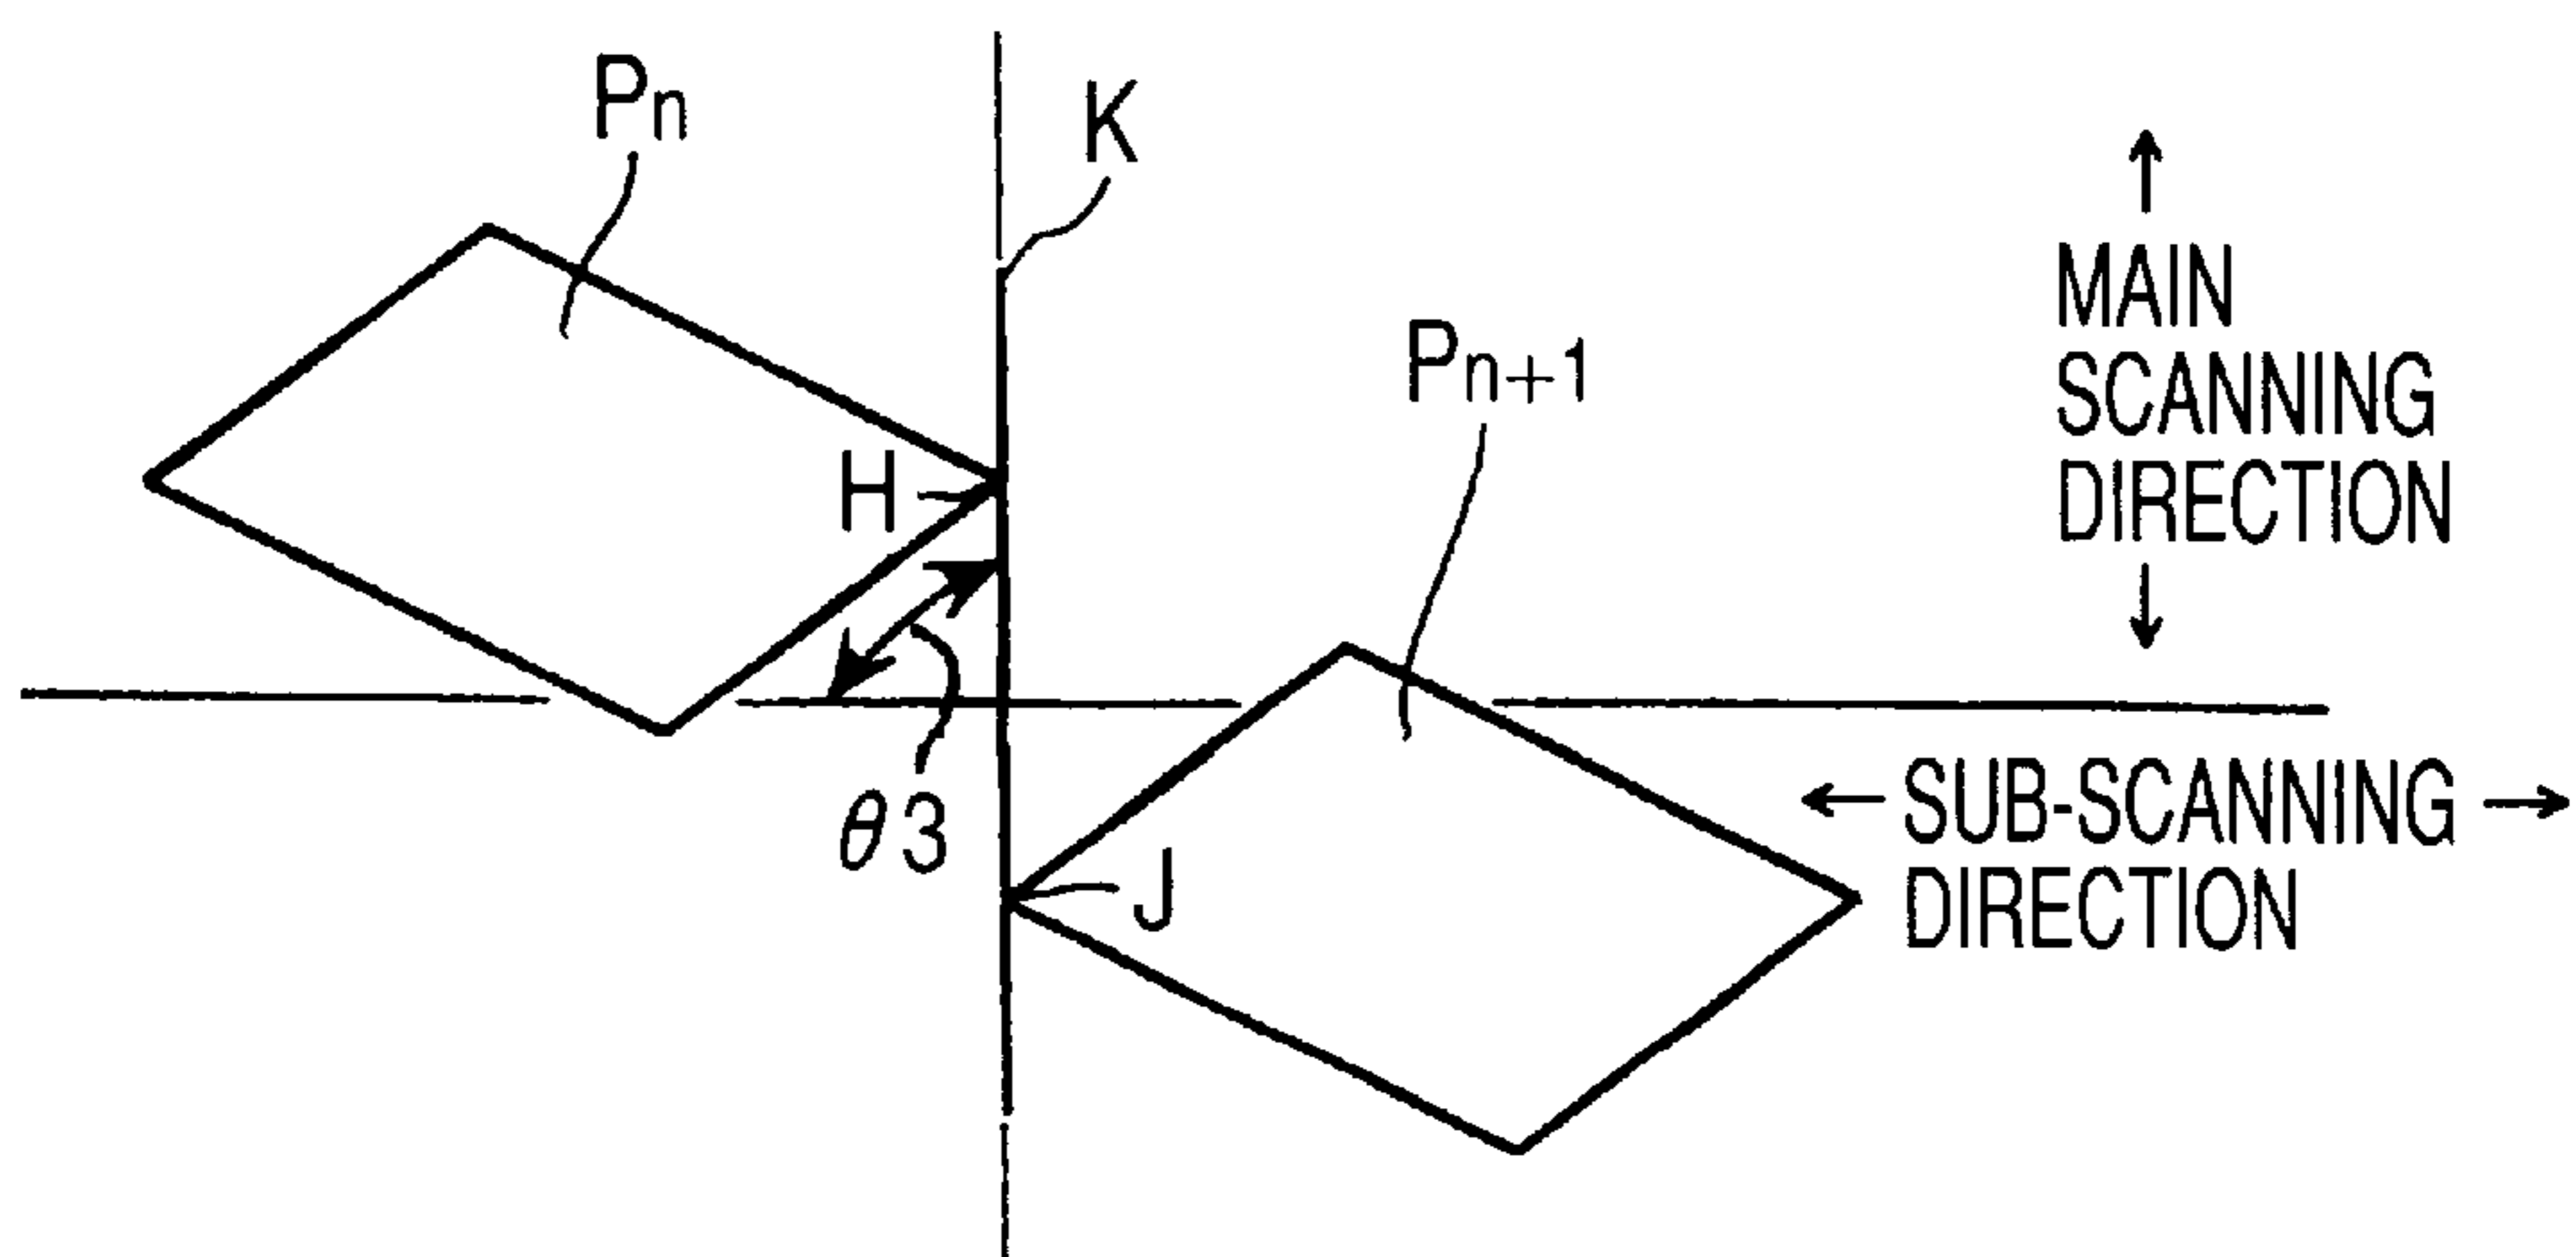 Pn
K
Pn+1
H
θ3
J
MAIN
SCANNING
DIRECTION
SUB-SCANNING
DIRECTION